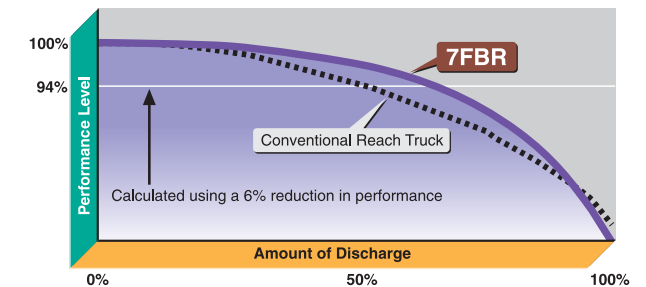 100%
7FBR
94%
Performance Level
Conventional Reach Truck
Calculated using a 6% reduction in performance
Amount of Discharge
0%
50%
100%